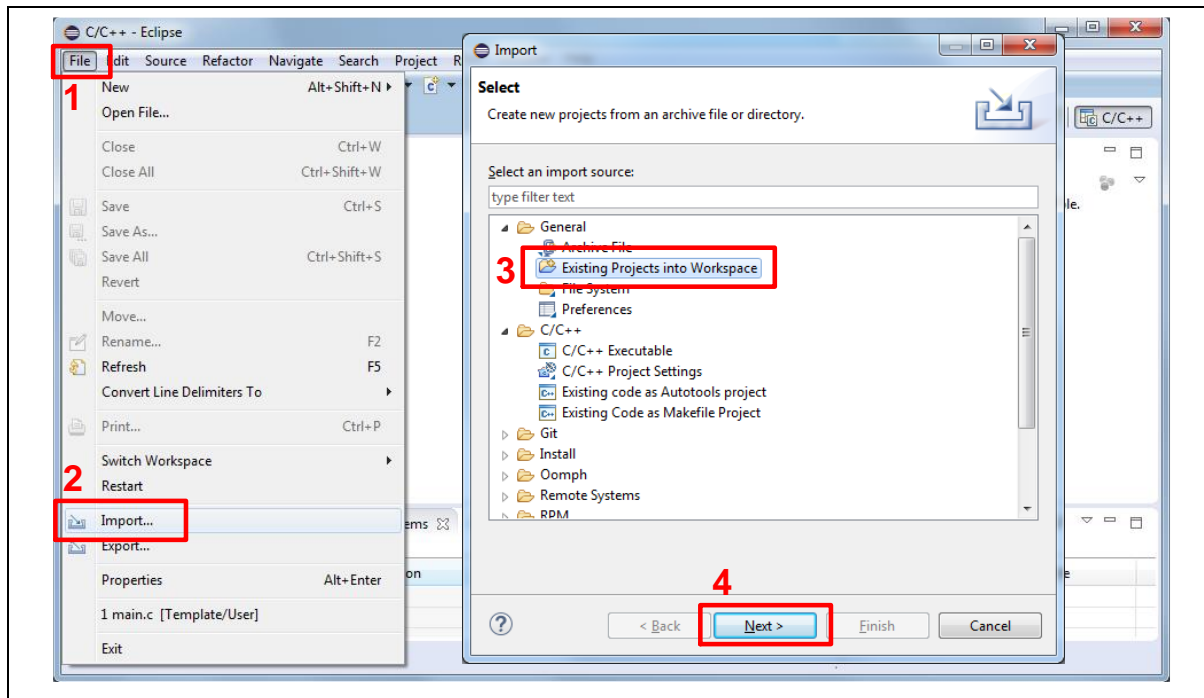 C/C++ - Eclipse
File Edit Source Refactor Navigate Search Project R
1
New Alt+Shift+N
Open File...
Close Ctrl+W
Close All Ctrl+Shift+W
Save Ctrl+S
Save As...
Save All Ctrl+Shift+S
Revert
Move...
Rename... F2
Refresh F5
Convert Line Delimiters To
Print... Ctrl+P
Switch Workspace
2
Restart
Import...
Export...
Properties Alt+Enter
1 main.c [Template/User]
Exit
ems
on
Import
Select
Create new projects from an archive file or directory.
Select an import source:
type filter text
General
Archive File
3
Existing Projects into Workspace
File System
Preferences
C/C++
C/C++ Executable
C/C++ Project Settings
Existing code as Autotools project
Existing Code as Makefile Project
Git
Install
Oomph
Remote Systems
RPM
4
? < Back Next > Finish Cancel
C/C++
le.
e